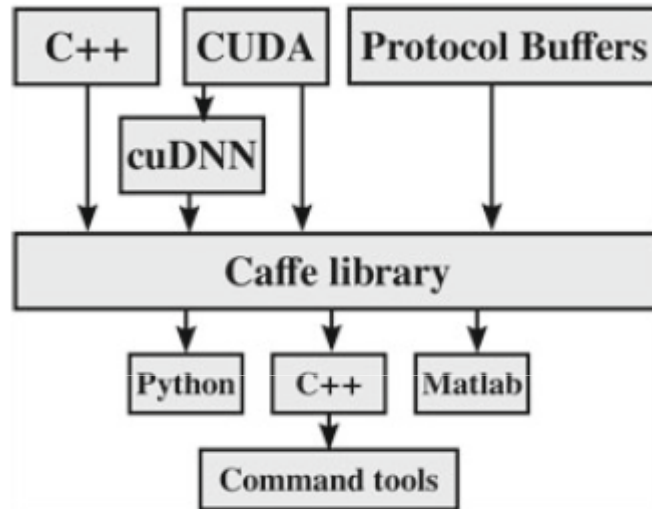 C++
CUDA
Protocol Buffers
cuDNN
Caffe library
Python
C++
Matlab
Command tools